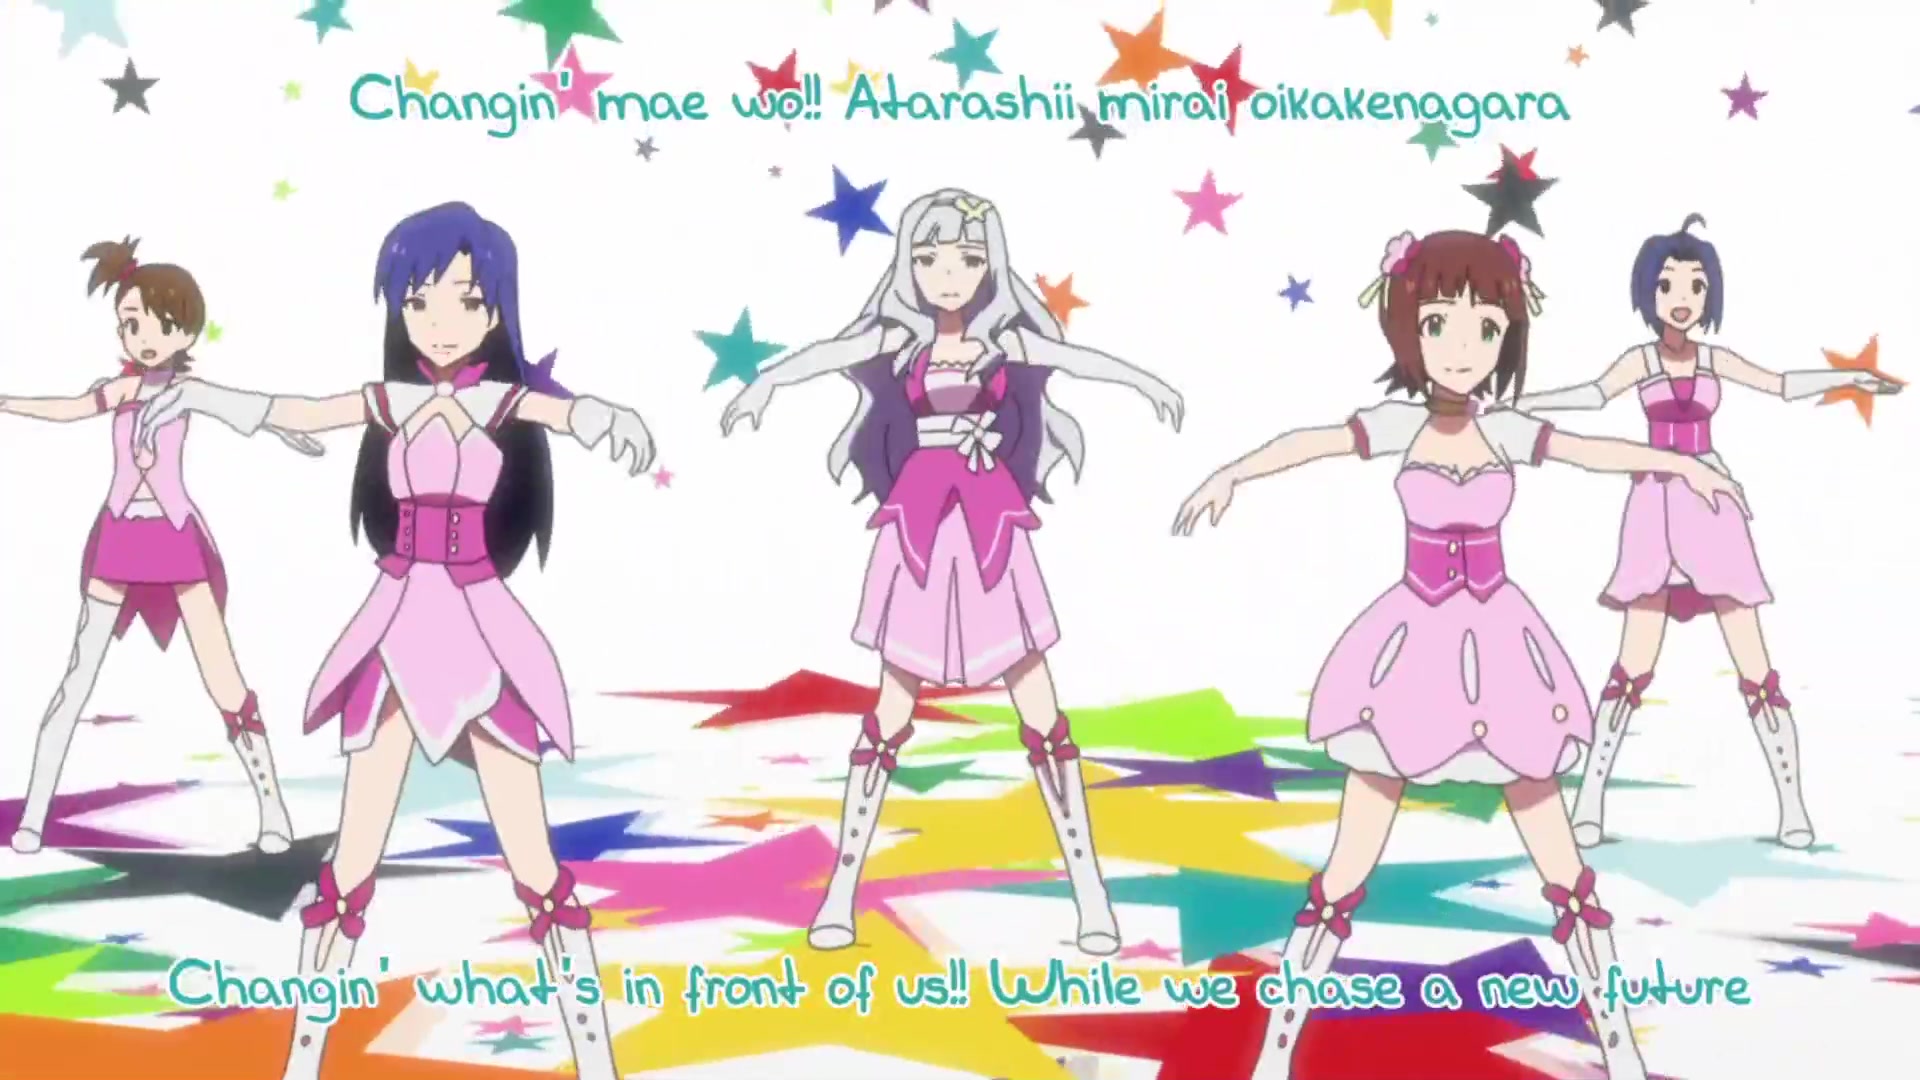 Changin' mae wo!! Atarashii mirai oikakenagara
Changin' what's in front of us!! While we chase a new future